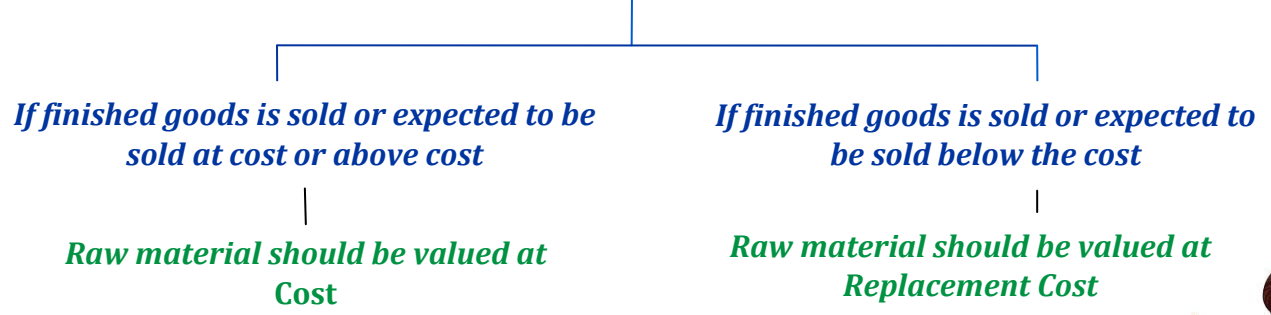 If finished goods is sold or expected to be
sold at cost or above cost
If finished goods is sold or expected to
be sold below the cost
Raw material should be valued at
Cost
Raw material should be valued at
Replacement Cost